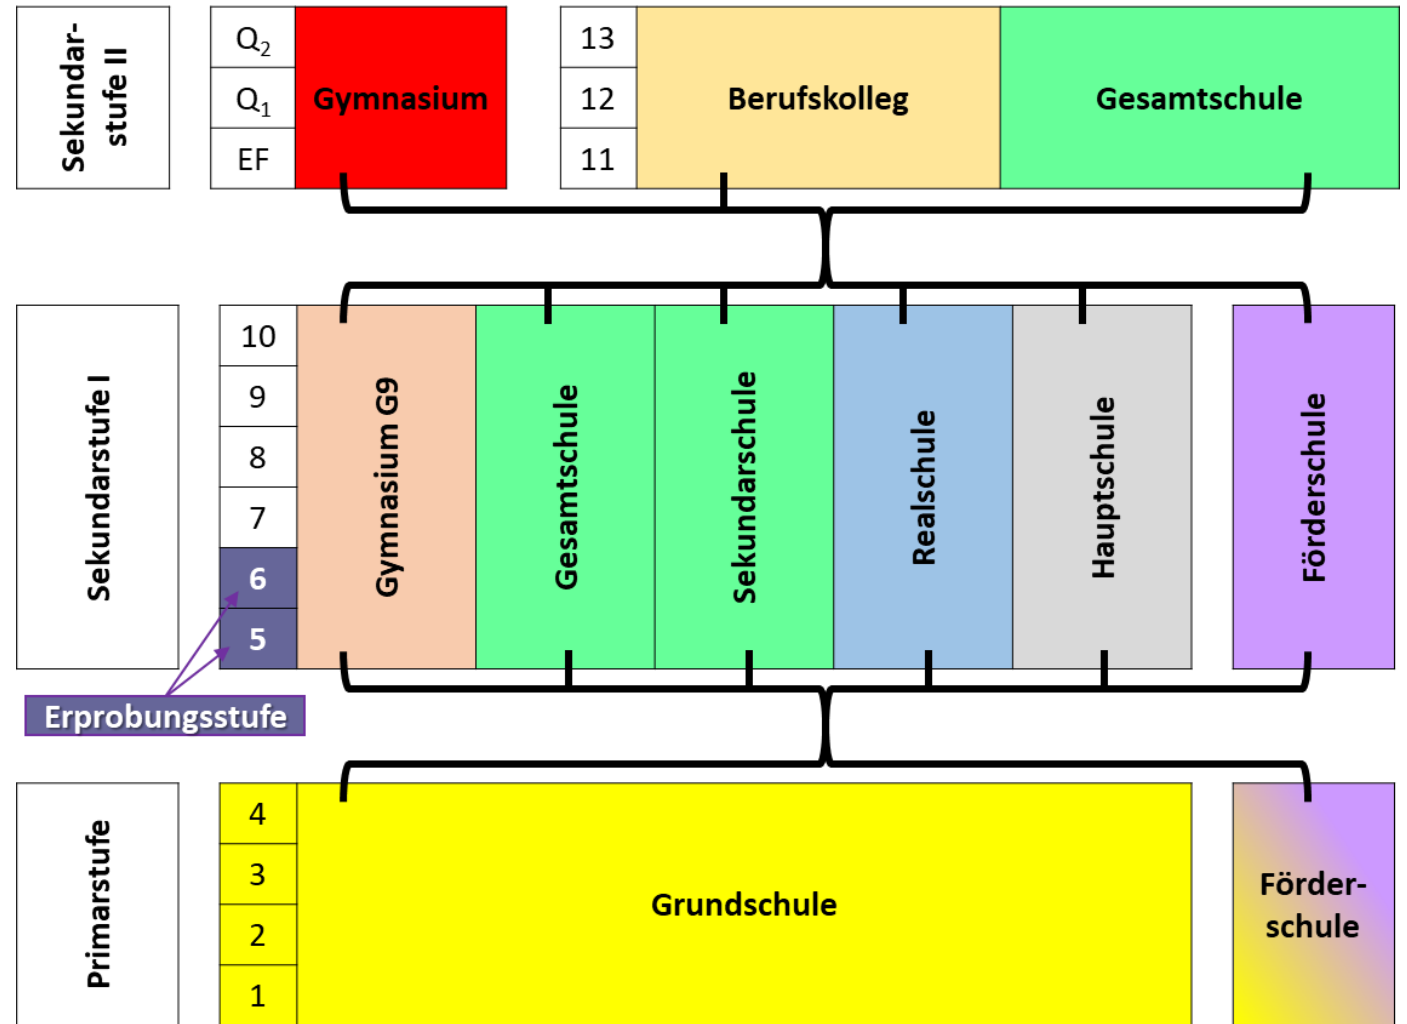 Sekundar-
stufe II
Q₂
Q₁
EF
Gymnasium
13
12
11
Berufskolleg
Gesamtschule
Sekundarstufe I
10
9
8
7
6
5
Erprobungsstufe
Gymnasium G9
Gesamtschule
Sekundarschule
Realschule
Hauptschule
Förderschule
Primarstufe
4
3
2
1
Grundschule
Förder-
schule